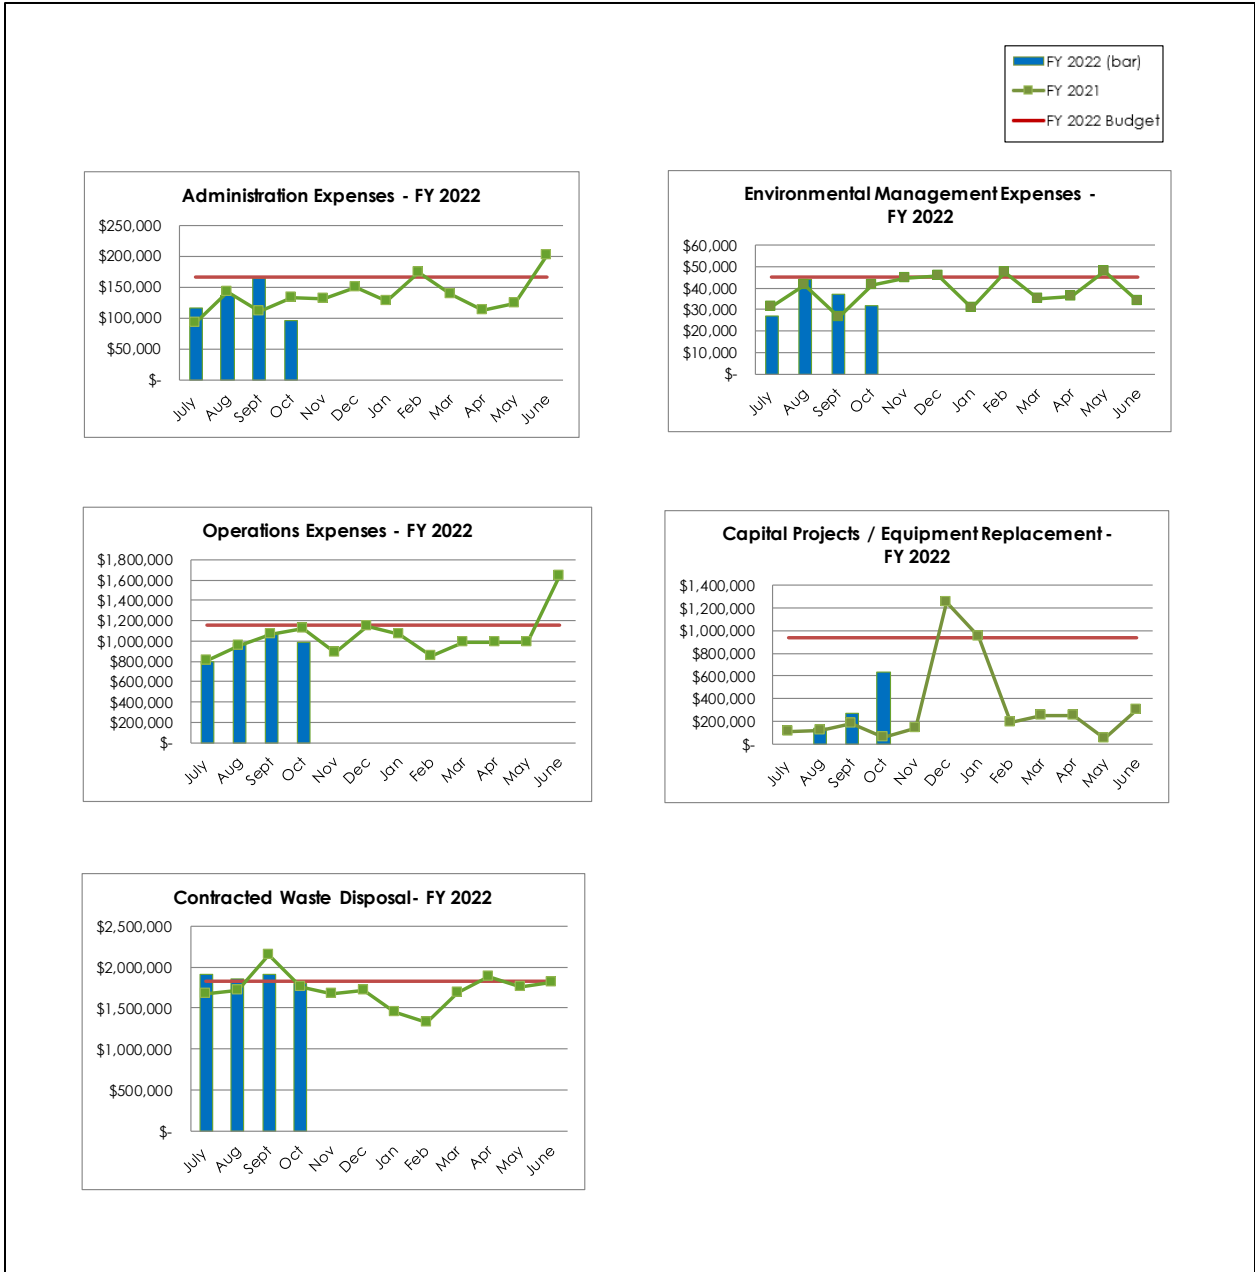 FY 2022 (bar)
FY 2021
FY 2022 Budget
Administration Expenses - FY 2022
$250,000
$200,000
$150,000
$100,000
$50,000
$-
July Aug Sept Oct Nov Dec Jan Feb Mar Apr May June
Environmental Management Expenses -
FY 2022
$60,000
$50,000
$40,000
$30,000
$20,000
$10,000
$-
July Aug Sept Oct Nov Dec Jan Feb Mar Apr May June
Operations Expenses - FY 2022
$1,800,000
$1,600,000
$1,400,000
$1,200,000
$1,000,000
$800,000
$600,000
$400,000
$200,000
$-
July Aug Sept Oct Nov Dec Jan Feb Mar Apr May June
Capital Projects / Equipment Replacement -
FY 2022
$1,400,000
$1,200,000
$1,000,000
$800,000
$600,000
$400,000
$200,000
$-
July Aug Sept Oct Nov Dec Jan Feb Mar Apr May June
Contracted Waste Disposal- FY 2022
$2,500,000
$2,000,000
$1,500,000
$1,000,000
$500,000
$-
July Aug Sept Oct Nov Dec Jan Feb Mar Apr May June